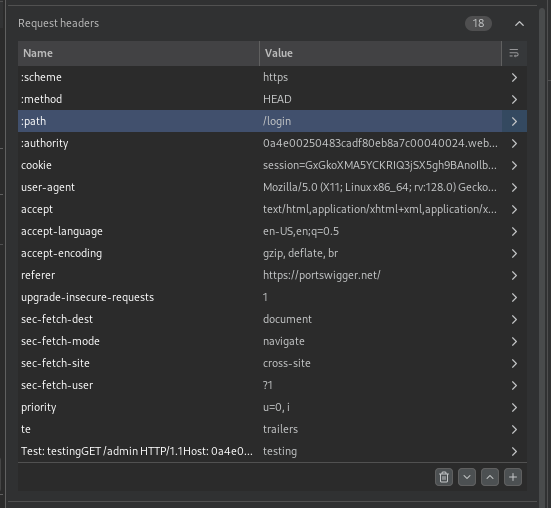 Request headers 18
Name Value
:scheme https
:method HEAD
:path /login
:authority 0a4e00250483cadf80eb8a7c00040024.web...
cookie session=GxGkoXMA5YCKRIQ3jSX5gh9BAnoIlb...
user-agent Mozilla/5.0 (X11; Linux x86_64; rv:128.0) Gecko...
accept text/html,application/xhtml+xml,application/x...
accept-language en-US,en;q=0.5
accept-encoding gzip, deflate, br
referer https://portswigger.net/
upgrade-insecure-requests 1
sec-fetch-dest document
sec-fetch-mode navigate
sec-fetch-site cross-site
sec-fetch-user ?1
priority u=0, i
te trailers
Test: testingGET /admin HTTP/1.1Host: 0a4e0... testing